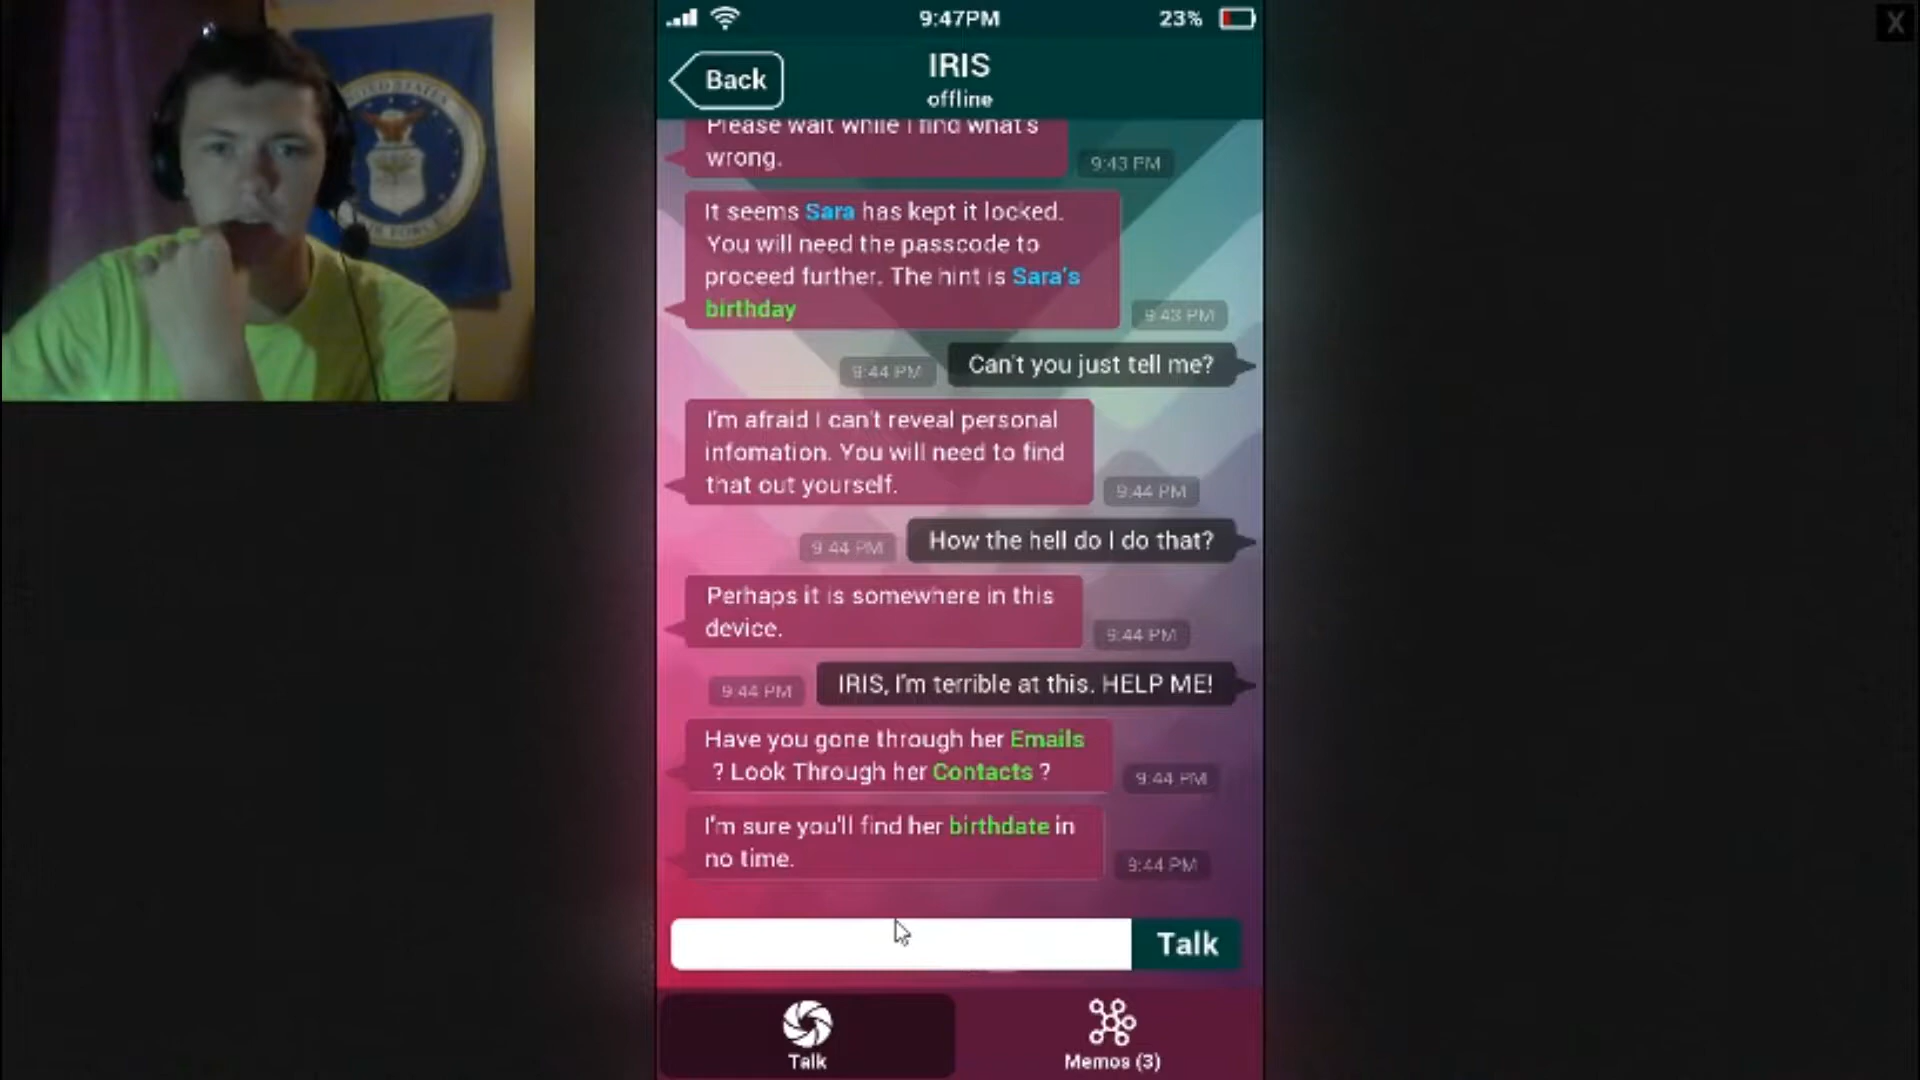 9:47PM
23%
X
Back
IRIS
offline
Please wait while I find what's
wrong.
9:43 PM
It seems Sara has kept it locked.
You will need the passcode to
proceed further. The hint is Sara's
birthday
9:43 PM
9:44 PM
Can't you just tell me?
I'm afraid I can't reveal personal
infomation. You will need to find
that out yourself.
9:44 PM
9:44 PM
How the hell do I do that?
Perhaps it is somewhere in this
device.
9:44 PM
9:44 PM
IRIS, I'm terrible at this. HELP ME!
Have you gone through her Emails
? Look Through her Contacts ?
9:44 PM
I'm sure you'll find her birthdate in
no time.
9:44 PM
Talk
Talk
Memos (3)